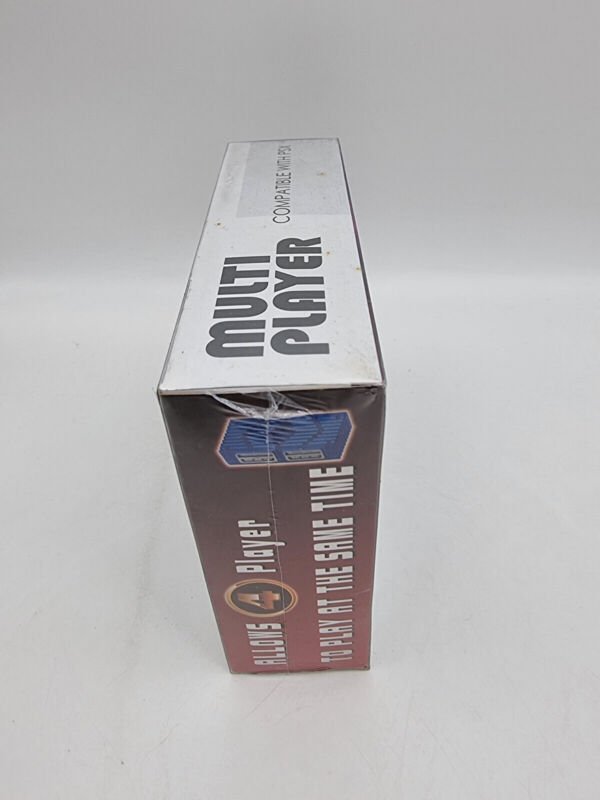 MULTI
PLAYER
COMPATIBLE WITH PSX
ALLOWS 4 Player
TO PLAY AT THE SAME TIME